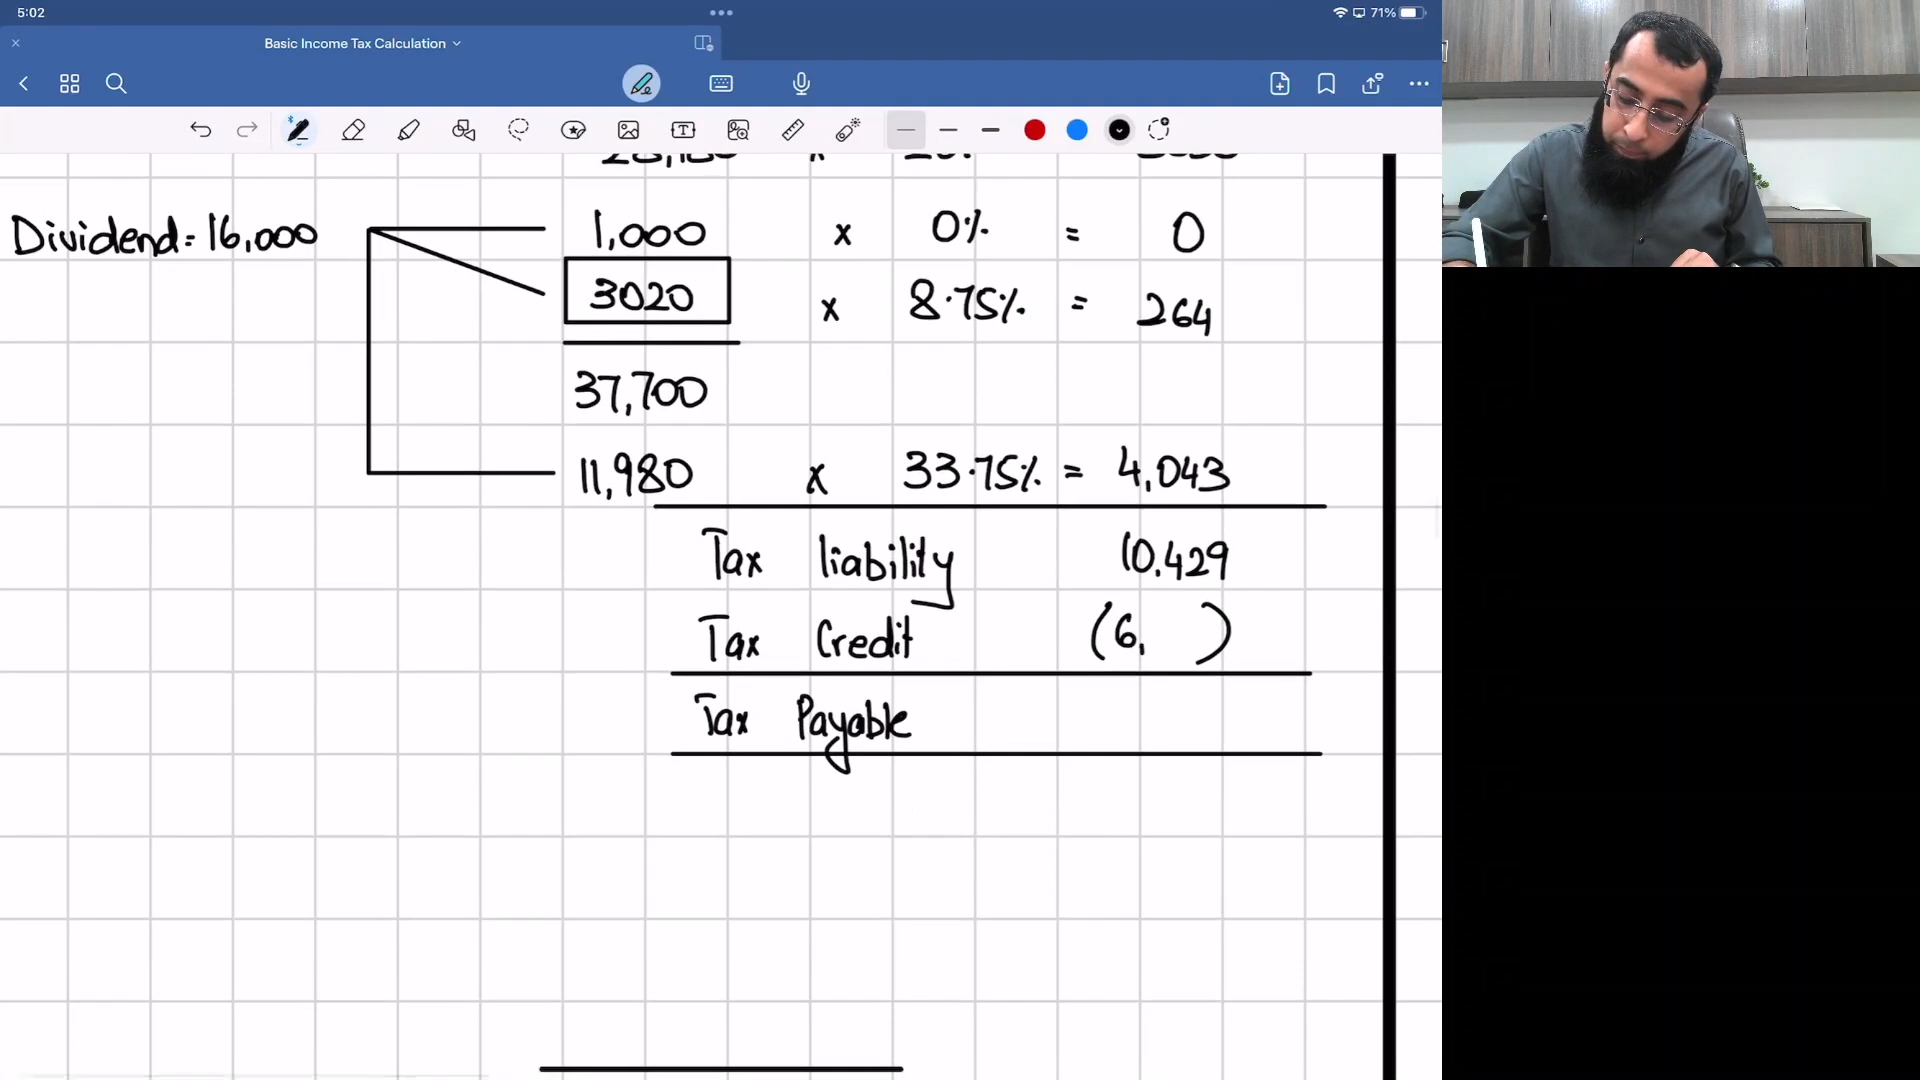 5:02
71%
Basic Income Tax Calculation
Dividend = 16,000 1,000 x 0% = 0
3020 x 8.75% = 264
37,700
11,980 x 33.75% = 4,043
Tax liability 10,429
Tax Credit (6, )
Tax Payable